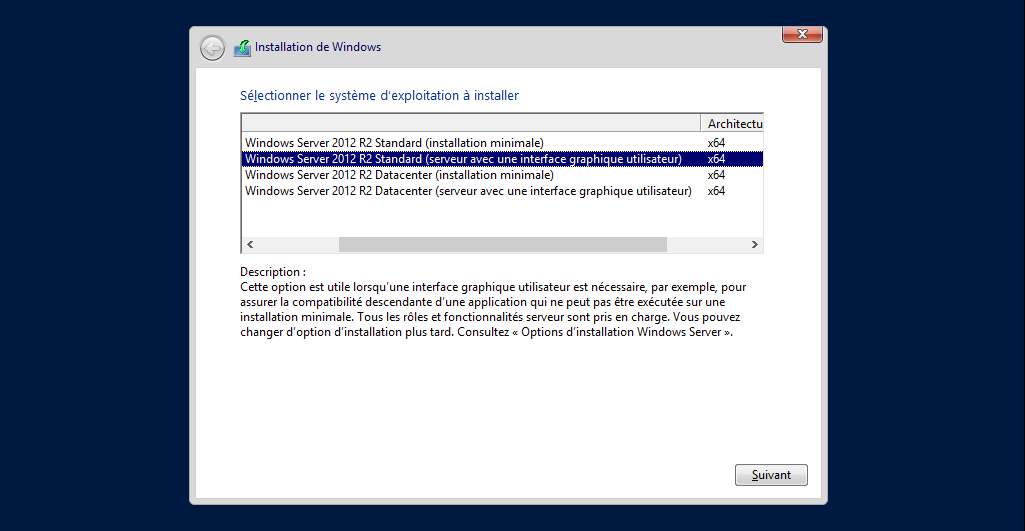 Installation de Windows
Sélectionner le système d'exploitation à installer
Architectu
Windows Server 2012 R2 Standard (installation minimale) x64
Windows Server 2012 R2 Standard (serveur avec une interface graphique utilisateur) x64
Windows Server 2012 R2 Datacenter (installation minimale) x64
Windows Server 2012 R2 Datacenter (serveur avec une interface graphique utilisateur) x64
Description :
Cette option est utile lorsqu'une interface graphique utilisateur est nécessaire, par exemple, pour
assurer la compatibilité descendante d'une application qui ne peut pas être exécutée sur une
installation minimale. Tous les rôles et fonctionnalités serveur sont pris en charge. Vous pouvez
changer d'option d'installation plus tard. Consultez « Options d'installation Windows Server ».
Suivant